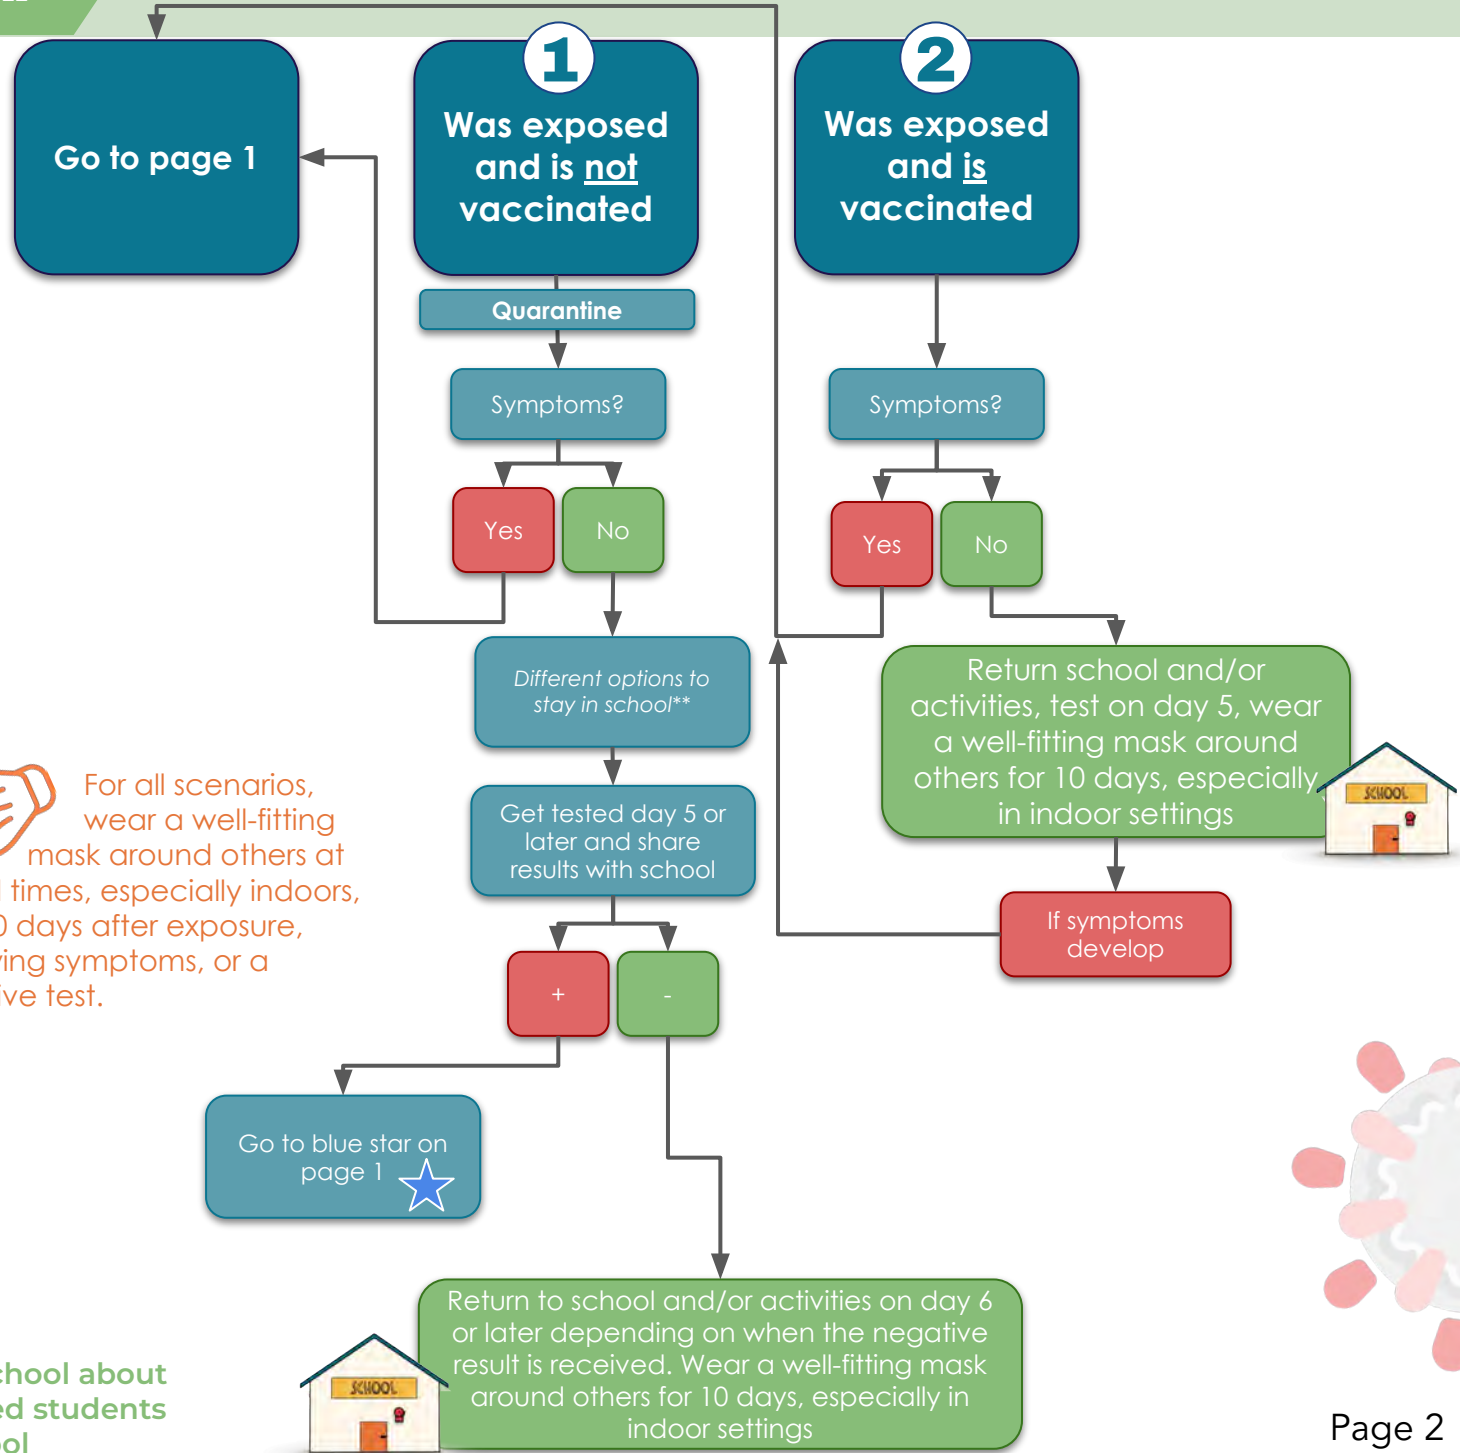 Go to page 1
1
Was exposed
and is not
vaccinated
2
Was exposed
and is
vaccinated
Quarantine
Symptoms?
Yes
No
Symptoms?
Yes
No
Different options to
stay in school**
Return school and/or
activities, test on day 5, wear
a well-fitting mask around
others for 10 days, especially
in indoor settings
SCHOOL
For all scenarios,
wear a well-fitting
mask around others at
times, especially indoors,
days after exposure,
symptoms, or a
test.
Get tested day 5 or
later and share
results with school
If symptoms
develop
+
-
Go to blue star on
page 1
Return to school and/or activities on day 6
or later depending on when the negative
result is received. Wear a well-fitting mask
around others for 10 days, especially in
indoor settings
SCHOOL
about
students
Page 2